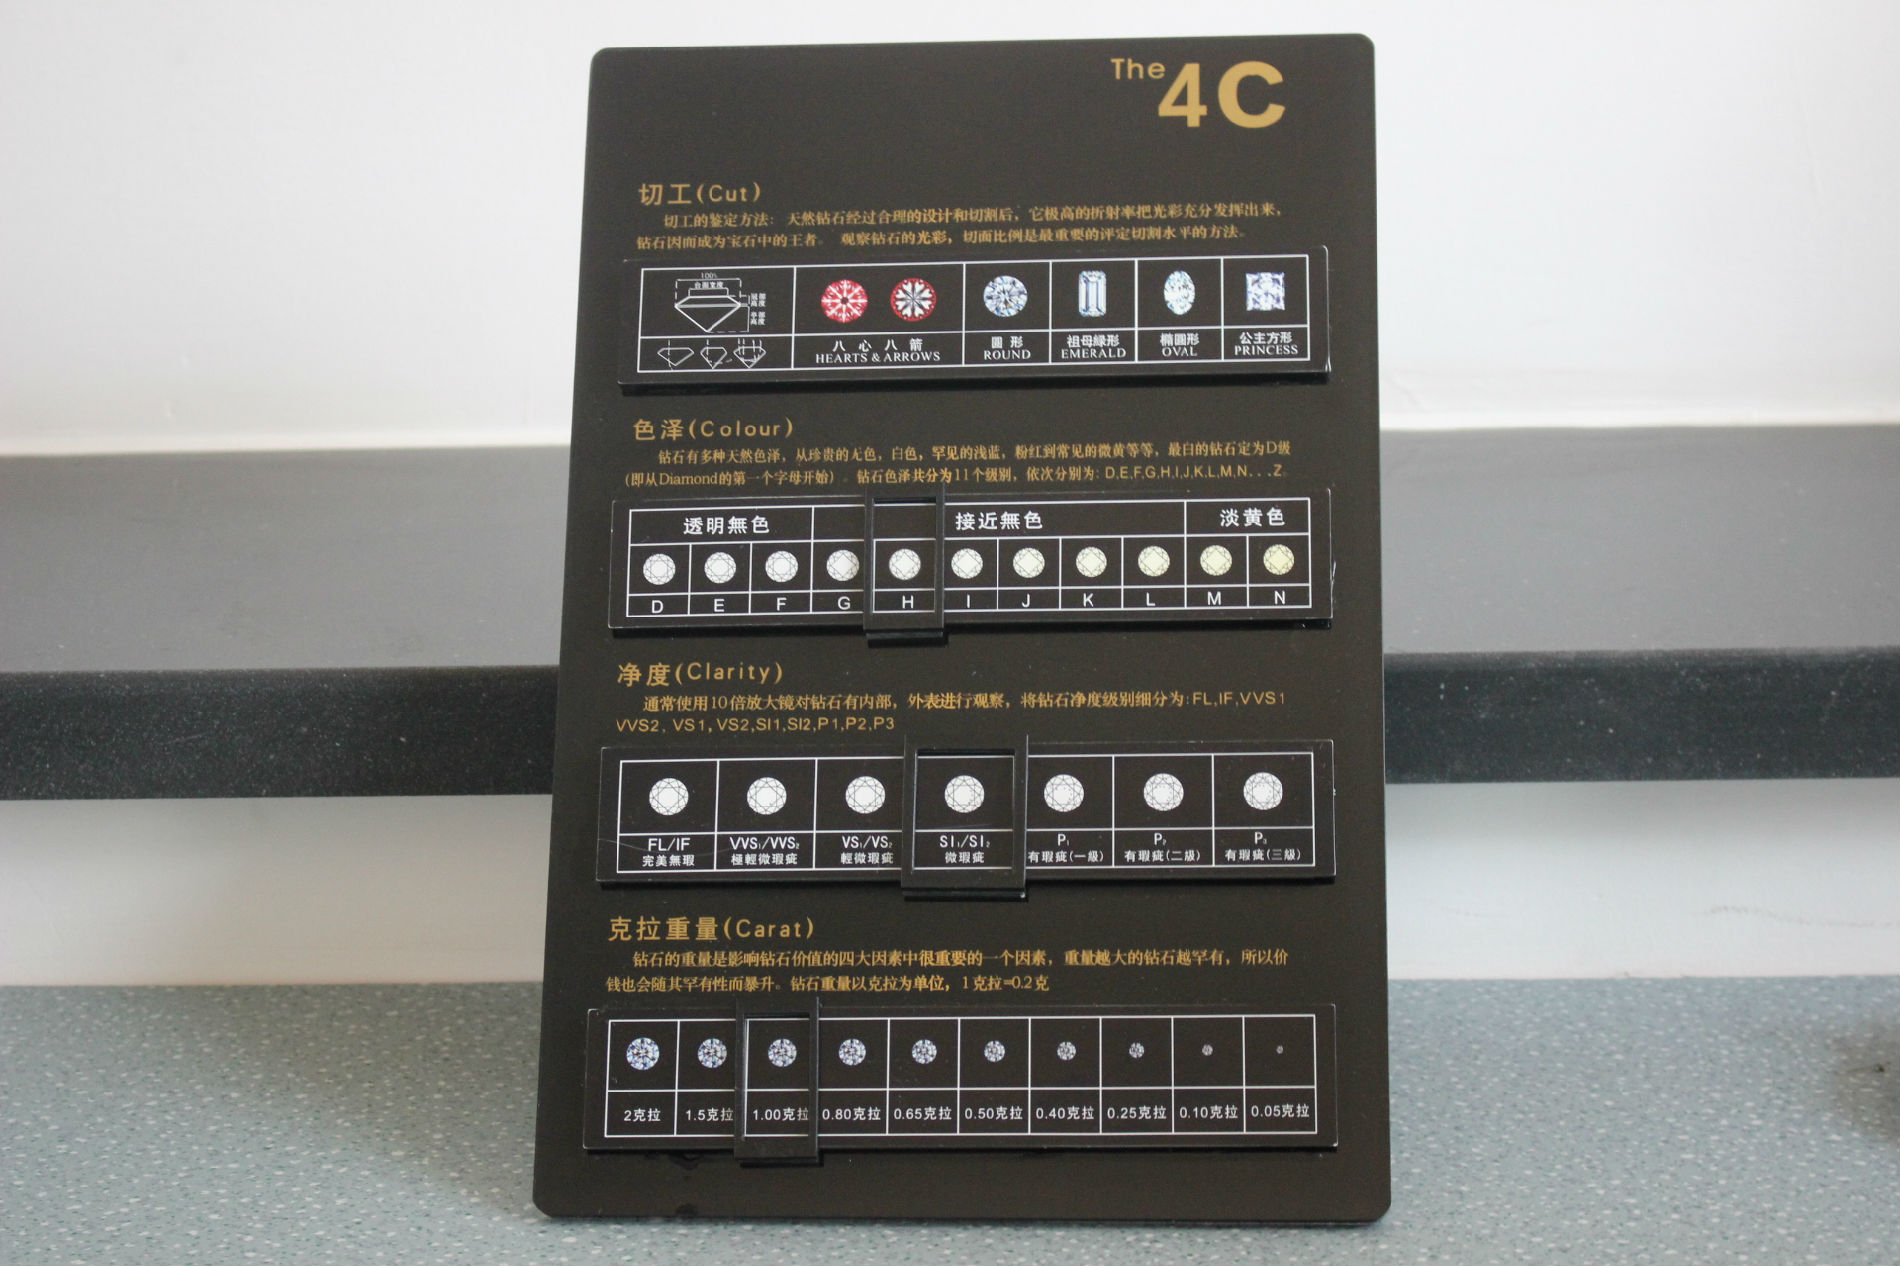 The 4C
切工(Cut)
切工的鉴定方法: 天然钻石经过合理的设计和切割后，它极高的折射率把光彩充分发挥出来，
钻石因而成为宝石中的王者。 观察钻石的光彩，切面比例是最重要的评定切割水平的方法。
100%
台面宽度
冠部高度
亭部高度
八心八箭 圓形 祖母緑形 橢圓形 公主方形
HEARTS & ARROWS ROUND EMERALD OVAL PRINCESS
色泽(Colour)
钻石有多种天然色泽，从珍贵的无色，白色，罕见的浅蓝，粉红到常见的微黄等等，最白的钻石定为D级
(即从Diamond的第一个字母开始) 。钻石色泽共分为11个级别，依次分别为: D,E,F,G,H,I,J,K,L,M,N...Z
透明無色 接近無色 淡黄色
D E F G H I J K L M N
净度(Clarity)
通常使用10倍放大镜对钻石有内部，外表进行观察，将钻石净度级别细分为:FL,IF,VVS1
VVS2, VS1,VS2,SI1,SI2,P1,P2,P3
FL/IF VVS₁/VVS₂ VS₁/VS₂ SI₁/SI₂ P₁ P₂ P₃
完美無瑕 極輕微瑕疵 輕微瑕疵 微瑕疵 有瑕疵(一級) 有瑕疵(二級) 有瑕疵(三級)
克拉重量(Carat)
钻石的重量是影响钻石价值的四大因素中很重要的一个因素，重量越大的钻石越罕有，所以价
钱也会随其罕有性而暴升。钻石重量以克拉为单位，1克拉=0.2克
2克拉 1.5克拉 1.00克拉 0.80克拉 0.65克拉 0.50克拉 0.40克拉 0.25克拉 0.10克拉 0.05克拉